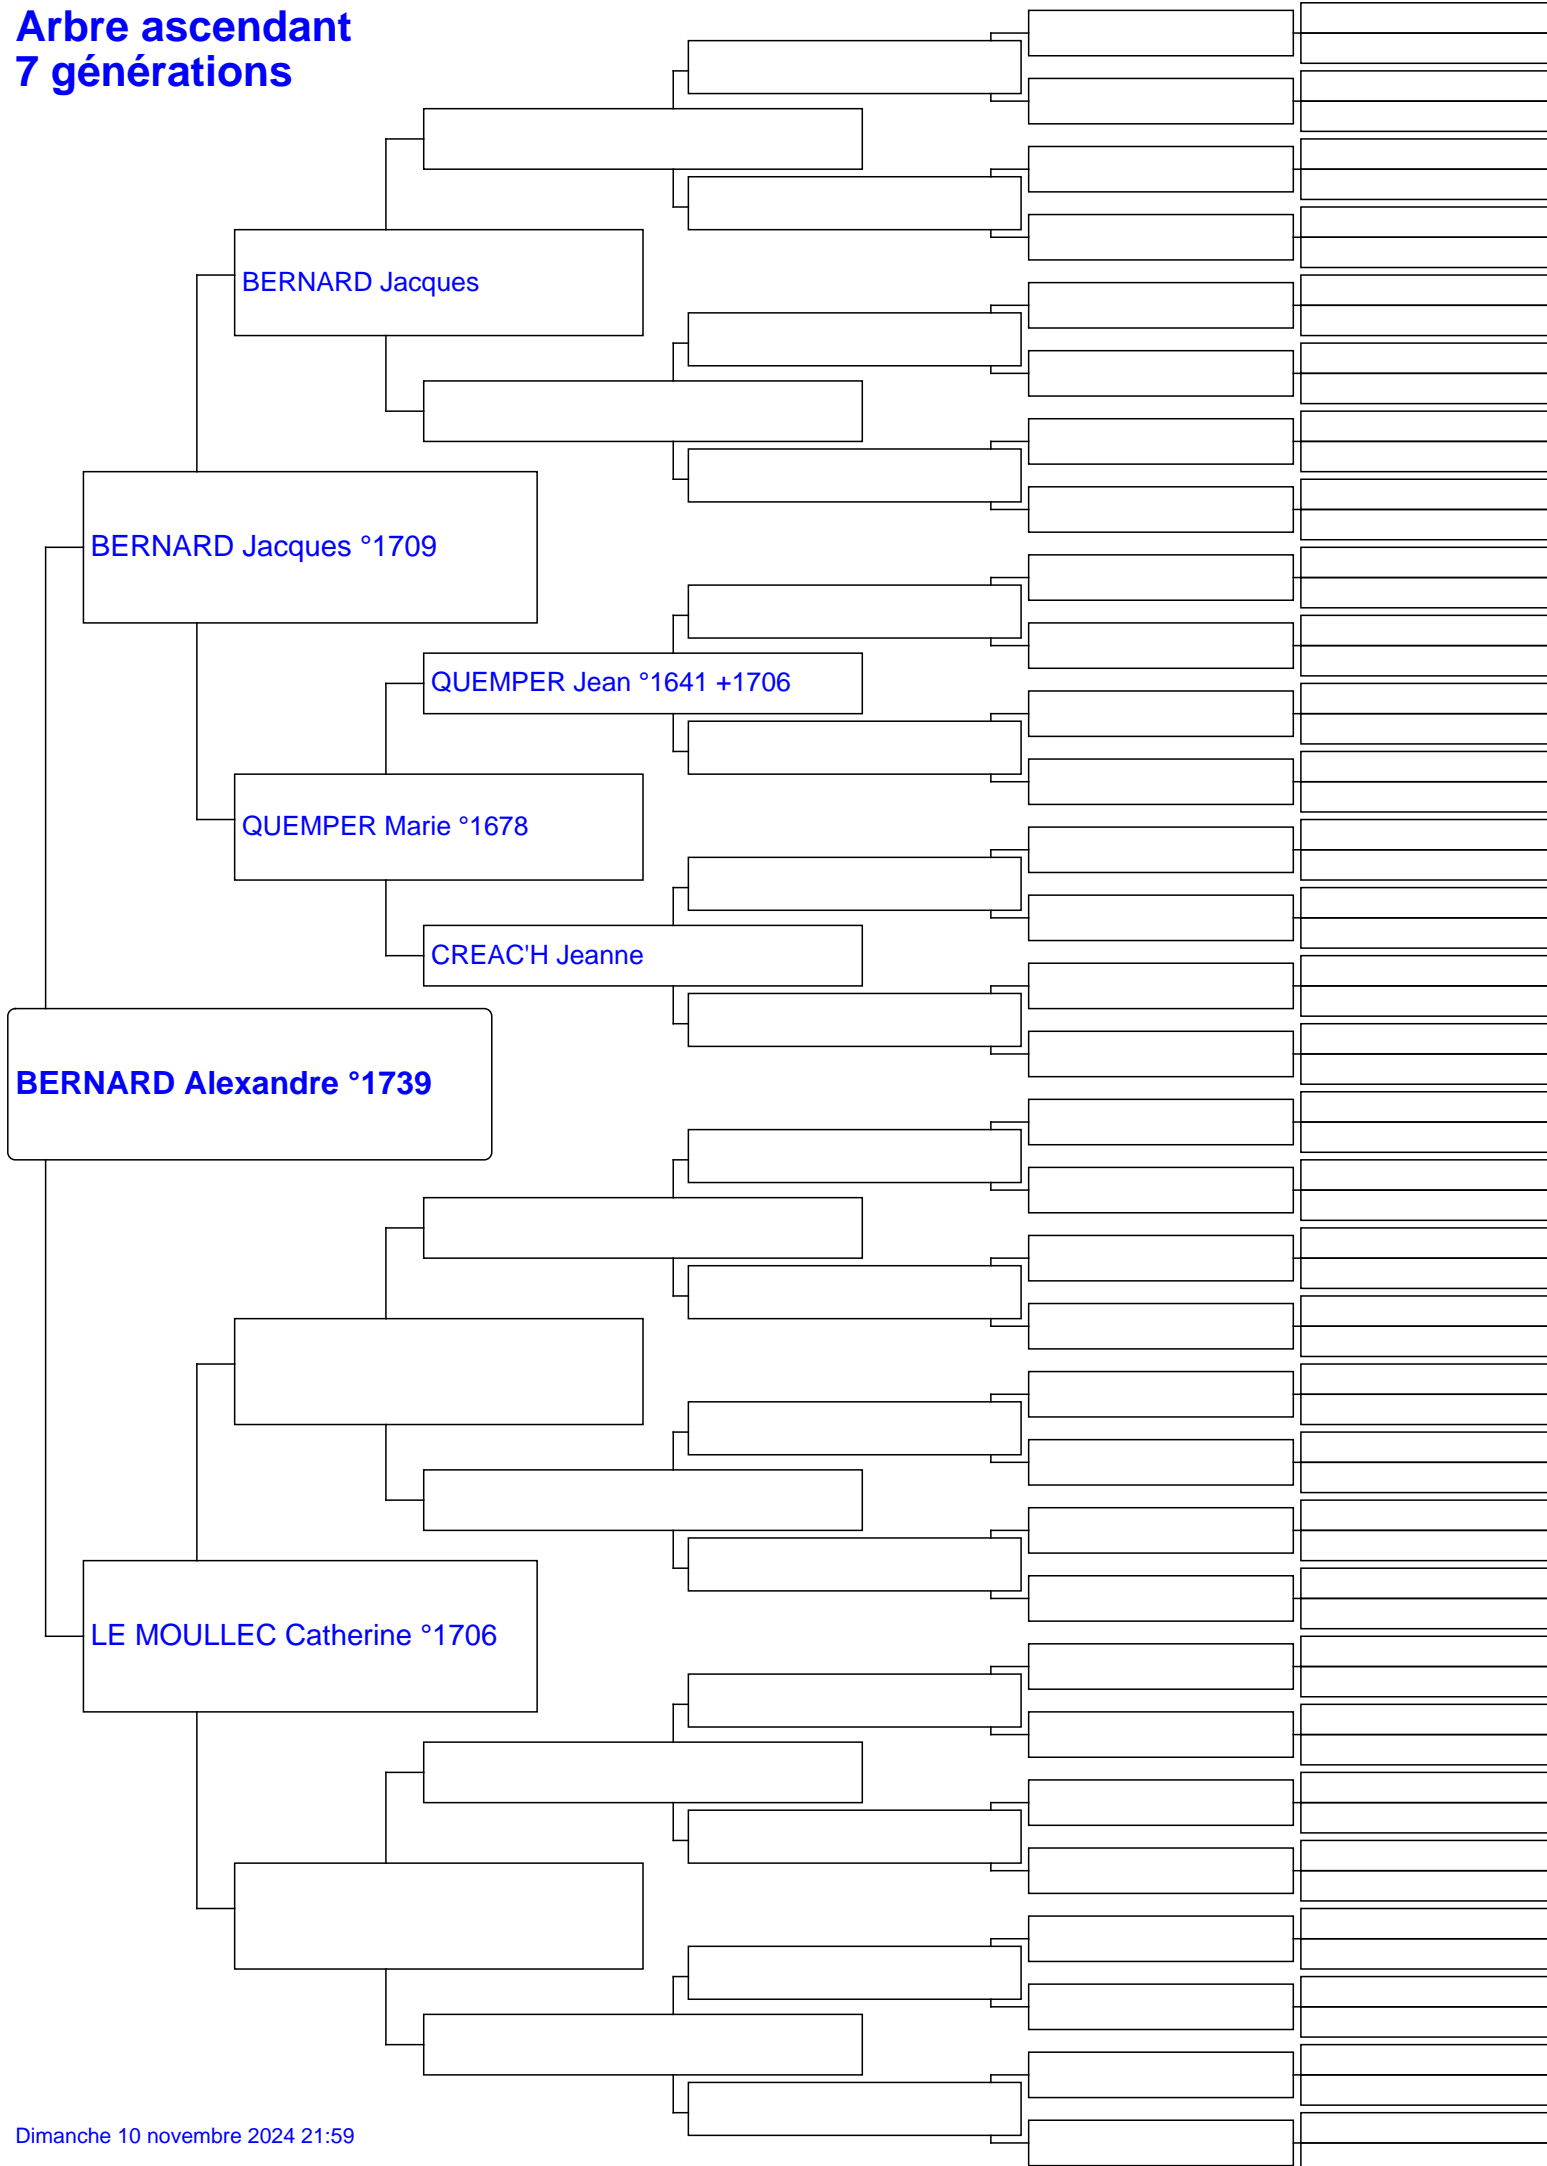 Arbre ascendant
7 générations
BERNARD Jacques
BERNARD Jacques °1709
QUEMPER Jean °1641 +1706
QUEMPER Marie °1678
CREAC'H Jeanne
BERNARD Alexandre °1739
LE MOULLEC Catherine °1706
Dimanche 10 novembre 2024 21:59